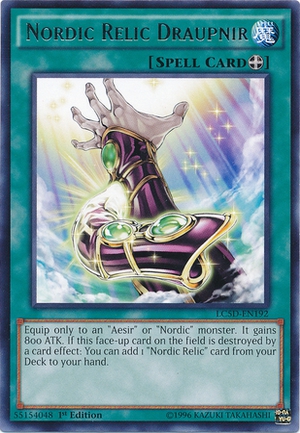 Nordic Relic Draupnir
SPELL
[Spell Card]
LC5D-EN192
Equip only to an "Aesir" or "Nordic" monster. It gains
800 ATK. If this face-up card on the field is destroyed by
a card effect: You can add 1 "Nordic Relic" card from your
Deck to your hand.
55154048 1st Edition ©1996 KAZUKI TAKAHASHI